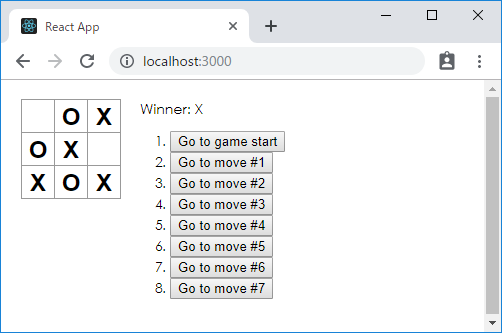 React App
localhost:3000
O X
O X
X O X
Winner: X
1. Go to game start
2. Go to move #1
3. Go to move #2
4. Go to move #3
5. Go to move #4
6. Go to move #5
7. Go to move #6
8. Go to move #7